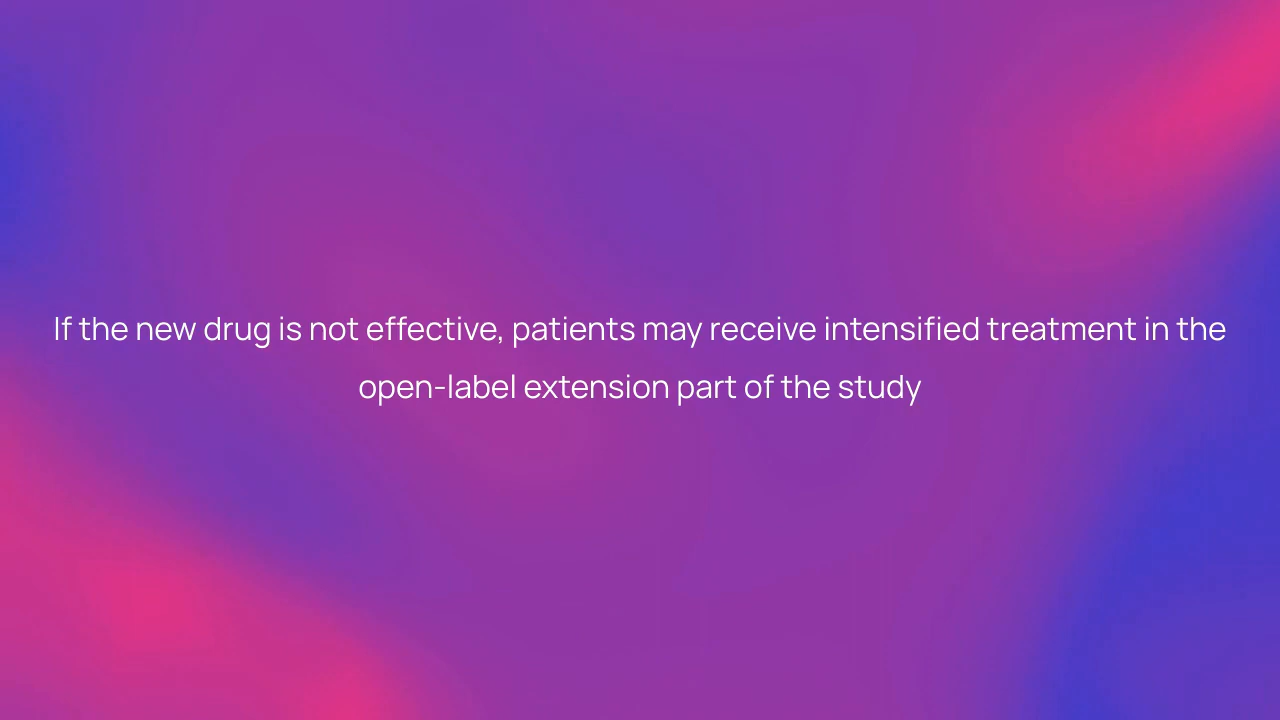 If the new drug is not effective, patients may receive intensified treatment in the
open-label extension part of the study